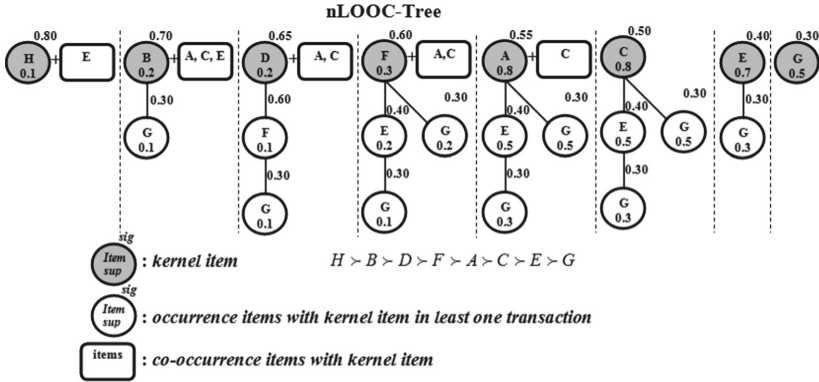 nLOOC-Tree
0.80 0.70 0.65 0.60 0.55 0.50 0.40 0.30
H 0.1 + E
B 0.2 + A, C, E
D 0.2 + A, C
F 0.3 + A,C
A 0.8 + C
C 0.8
E 0.7
G 0.5
0.30 0.60 0.40 0.30 0.40 0.30 0.40 0.30 0.30
G 0.1
F 0.1
E 0.2
G 0.2
E 0.5
G 0.5
E 0.5
G 0.5
G 0.3
0.30 0.30 0.30 0.30
G 0.1
G 0.1
G 0.3
G 0.3
sig
Item
sup
: kernel item
H ≻ B ≻ D ≻ F ≻ A ≻ C ≻ E ≻ G
sig
Item
sup
: occurrence items with kernel item in least one transaction
items
: co-occurrence items with kernel item